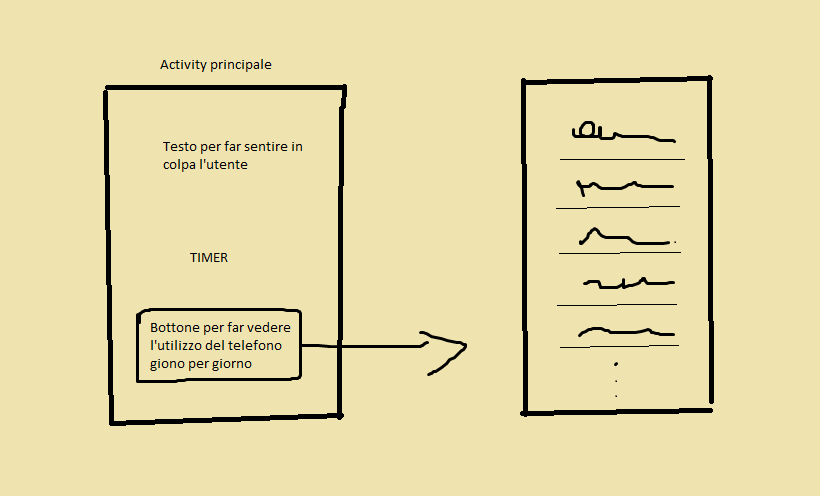 Activity principale
Testo per far sentire in
colpa l'utente
TIMER
Bottone per far vedere
l'utilizzo del telefono
giono per giorno